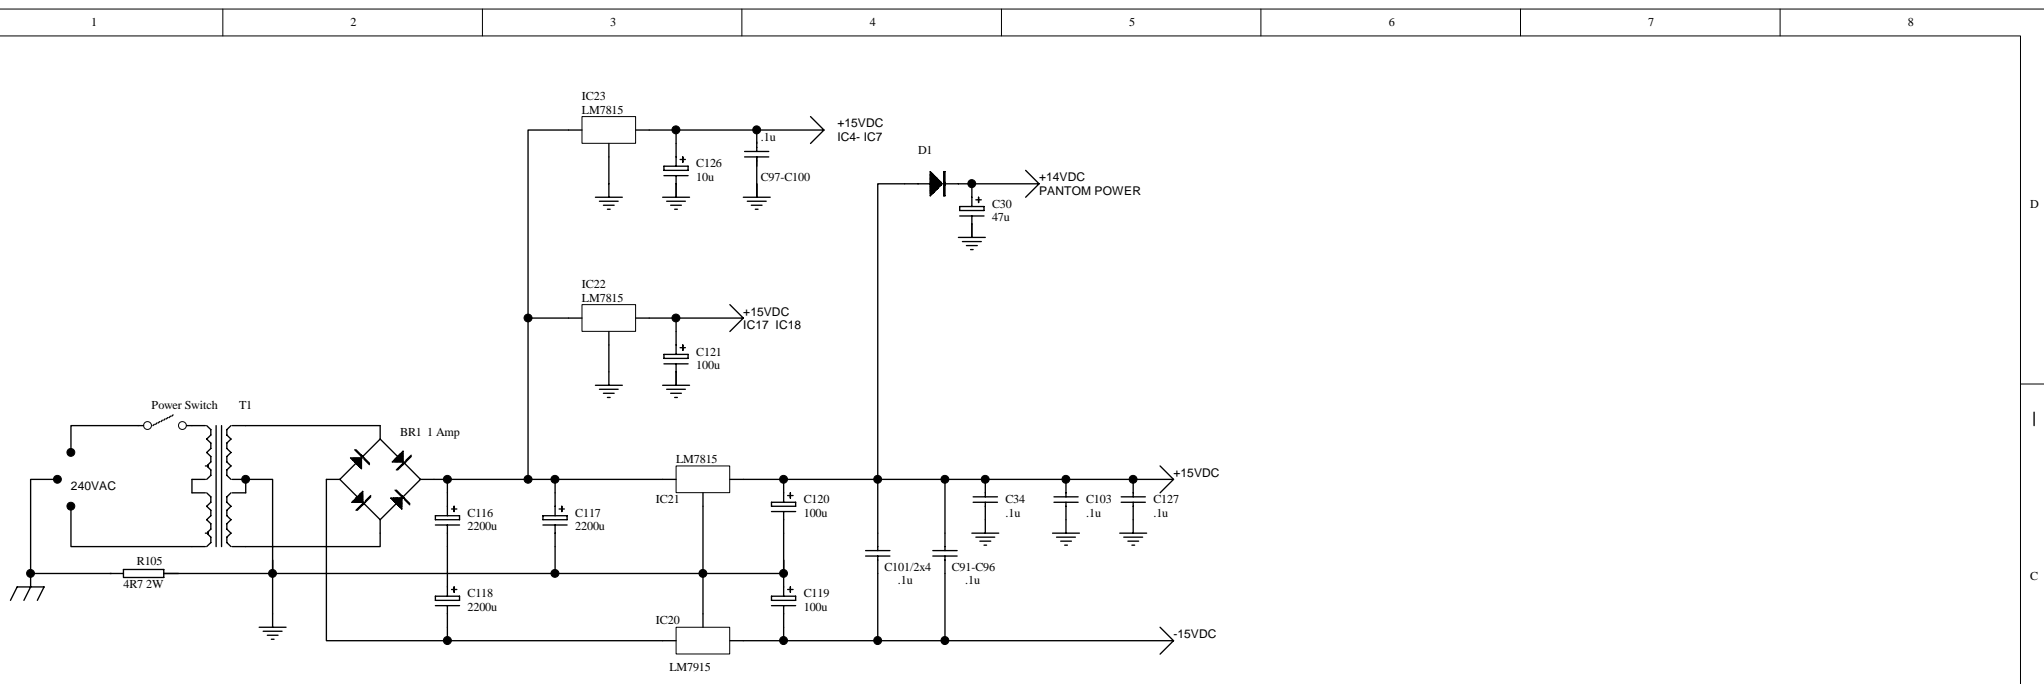 1 2 3 4 5 6 7 8
IC23
LM7815
+15VDC
IC4- IC7
.1u
C126
10u
C97-C100
D1
+14VDC
PANTOM POWER
C30
47u
D
IC22
LM7815
+15VDC
IC17 IC18
C121
100u
Power Switch
T1
BR1 1 Amp
240VAC
LM7815
IC21
+15VDC
C116
2200u
C117
2200u
C120
100u
C34
.1u
C103
.1u
C127
.1u
R105
4R7 2W
C101/2x4
.1u
C91-C96
.1u
C
C118
2200u
C119
100u
IC20
LM7915
-15VDC